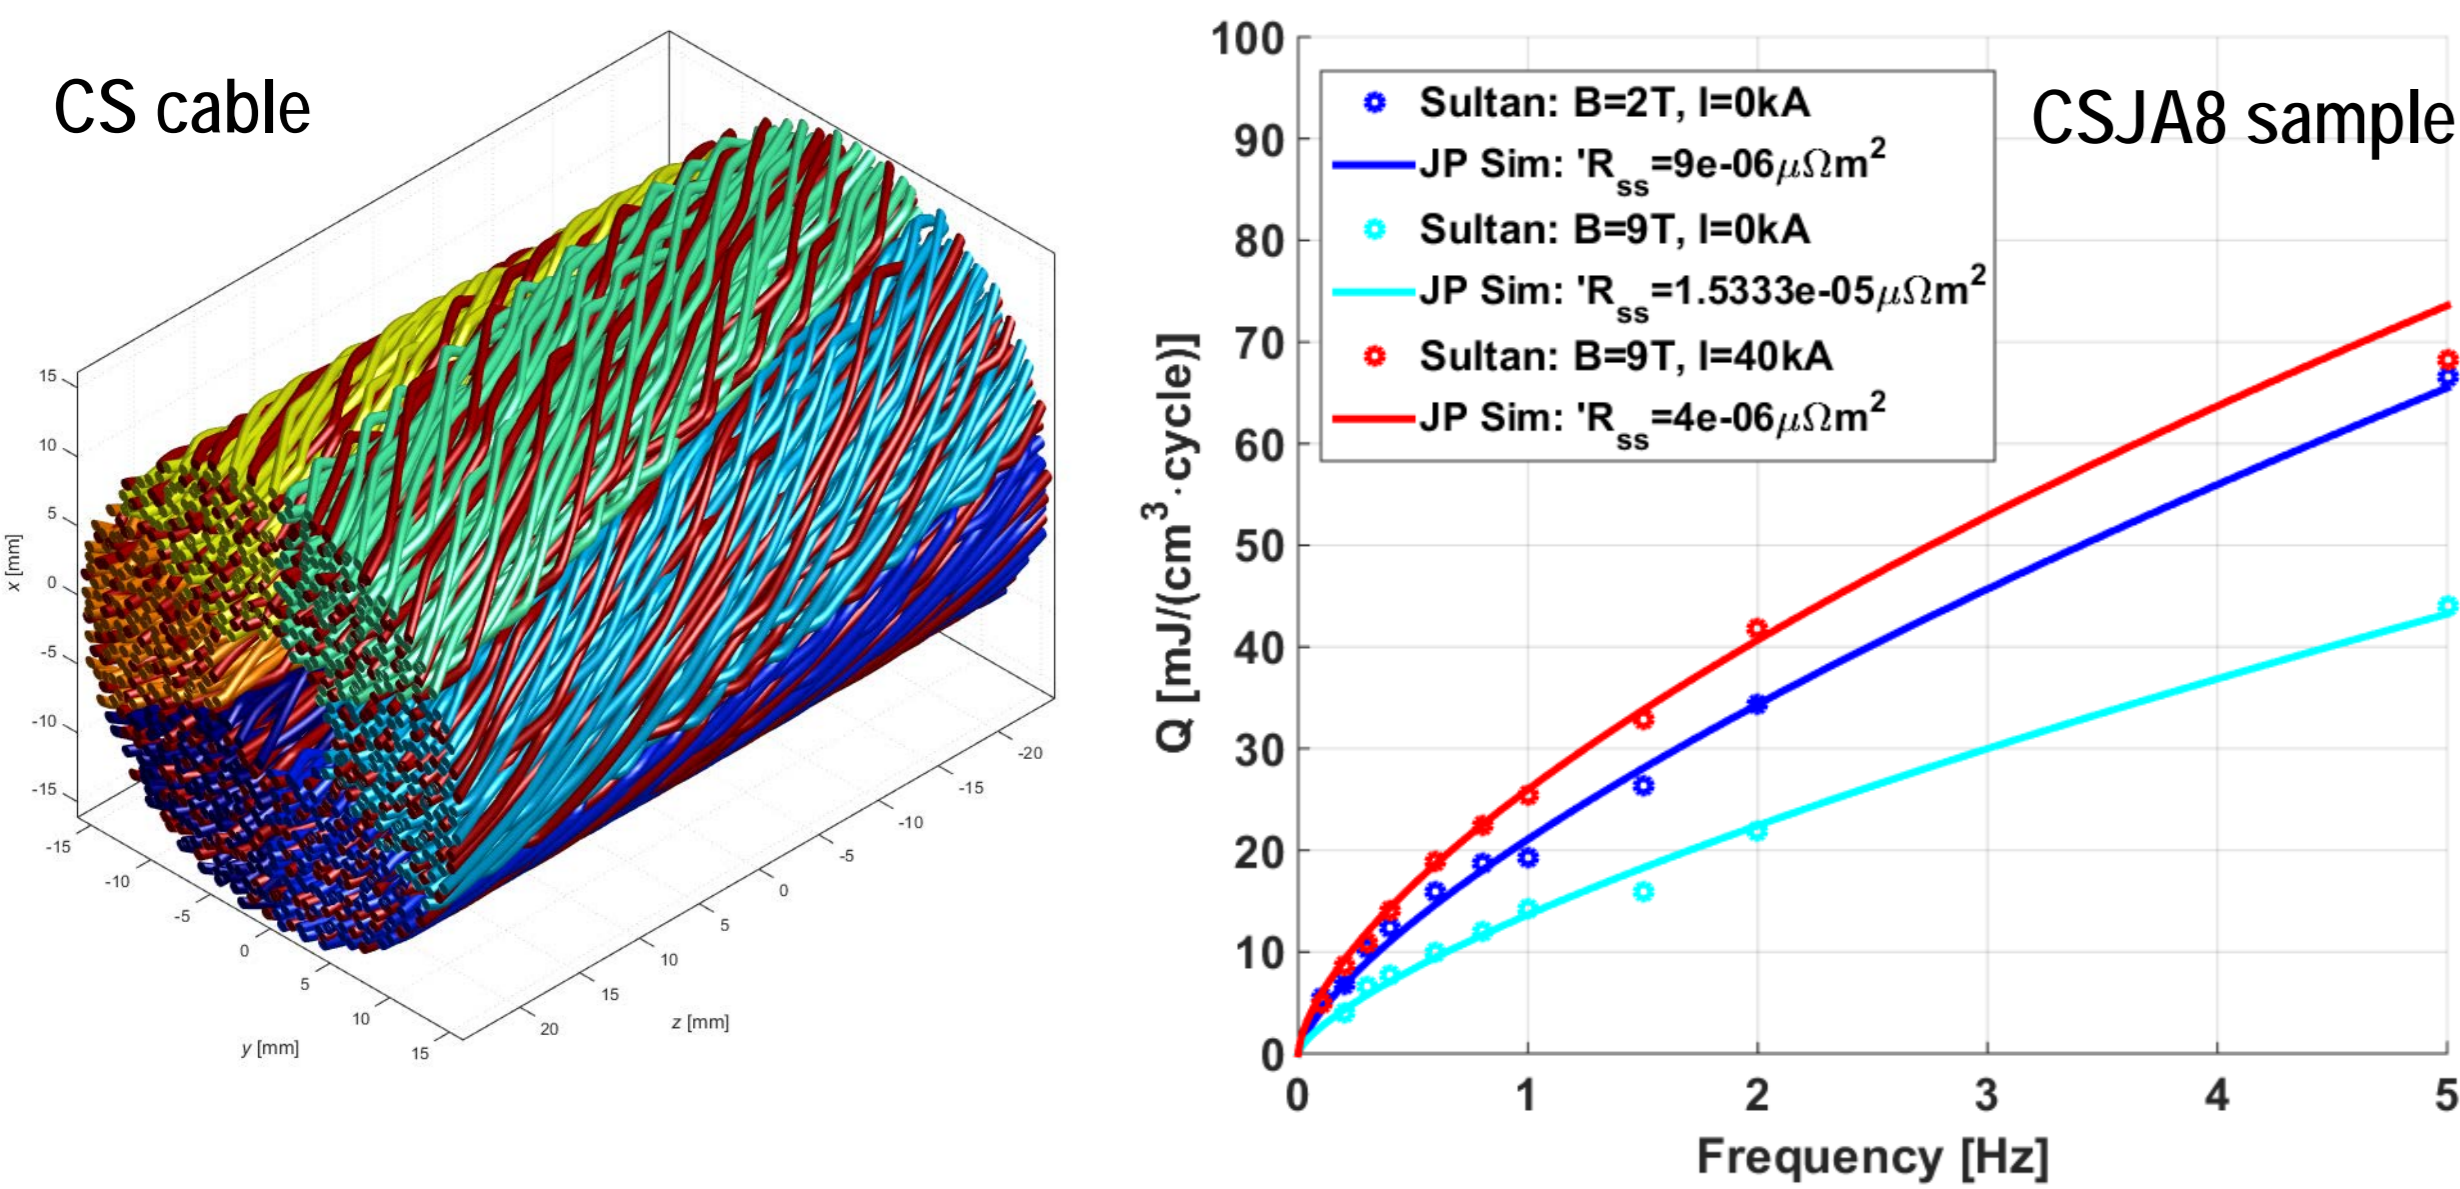 CS cable
15
10
5
0
-5
-10
-15
x [mm]
-15
-10
-5
0
5
10
15
y [mm]
20
15
10
5
0
-5
-10
-15
-20
z [mm]
CSJA8 sample
Sultan: B=2T, I=0kA
JP Sim: 'Rss=9e-06μΩm²
Sultan: B=9T, I=0kA
JP Sim: 'Rss=1.5333e-05μΩm²
Sultan: B=9T, I=40kA
JP Sim: 'Rss=4e-06μΩm²
100
90
80
70
60
50
40
30
20
10
0
Q [mJ/(cm³·cycle)]
0 1 2 3 4 5
Frequency [Hz]